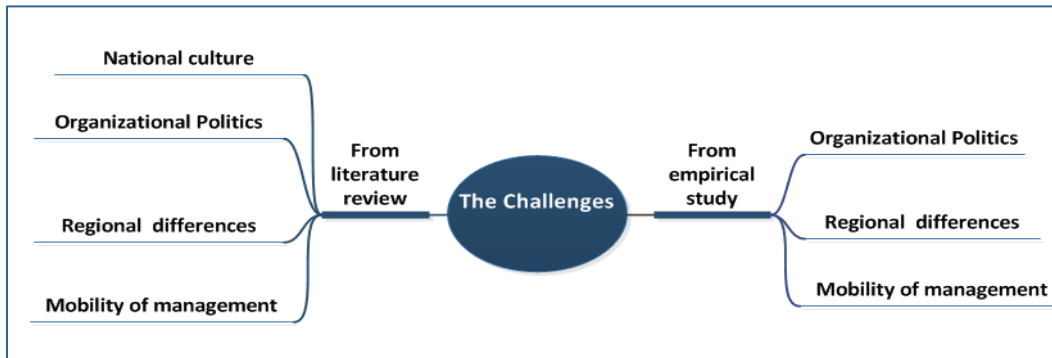 National culture
Organizational Politics
Regional differences
Mobility of management
From
literature
review
The Challenges
From
empirical
study
Organizational Politics
Regional differences
Mobility of management